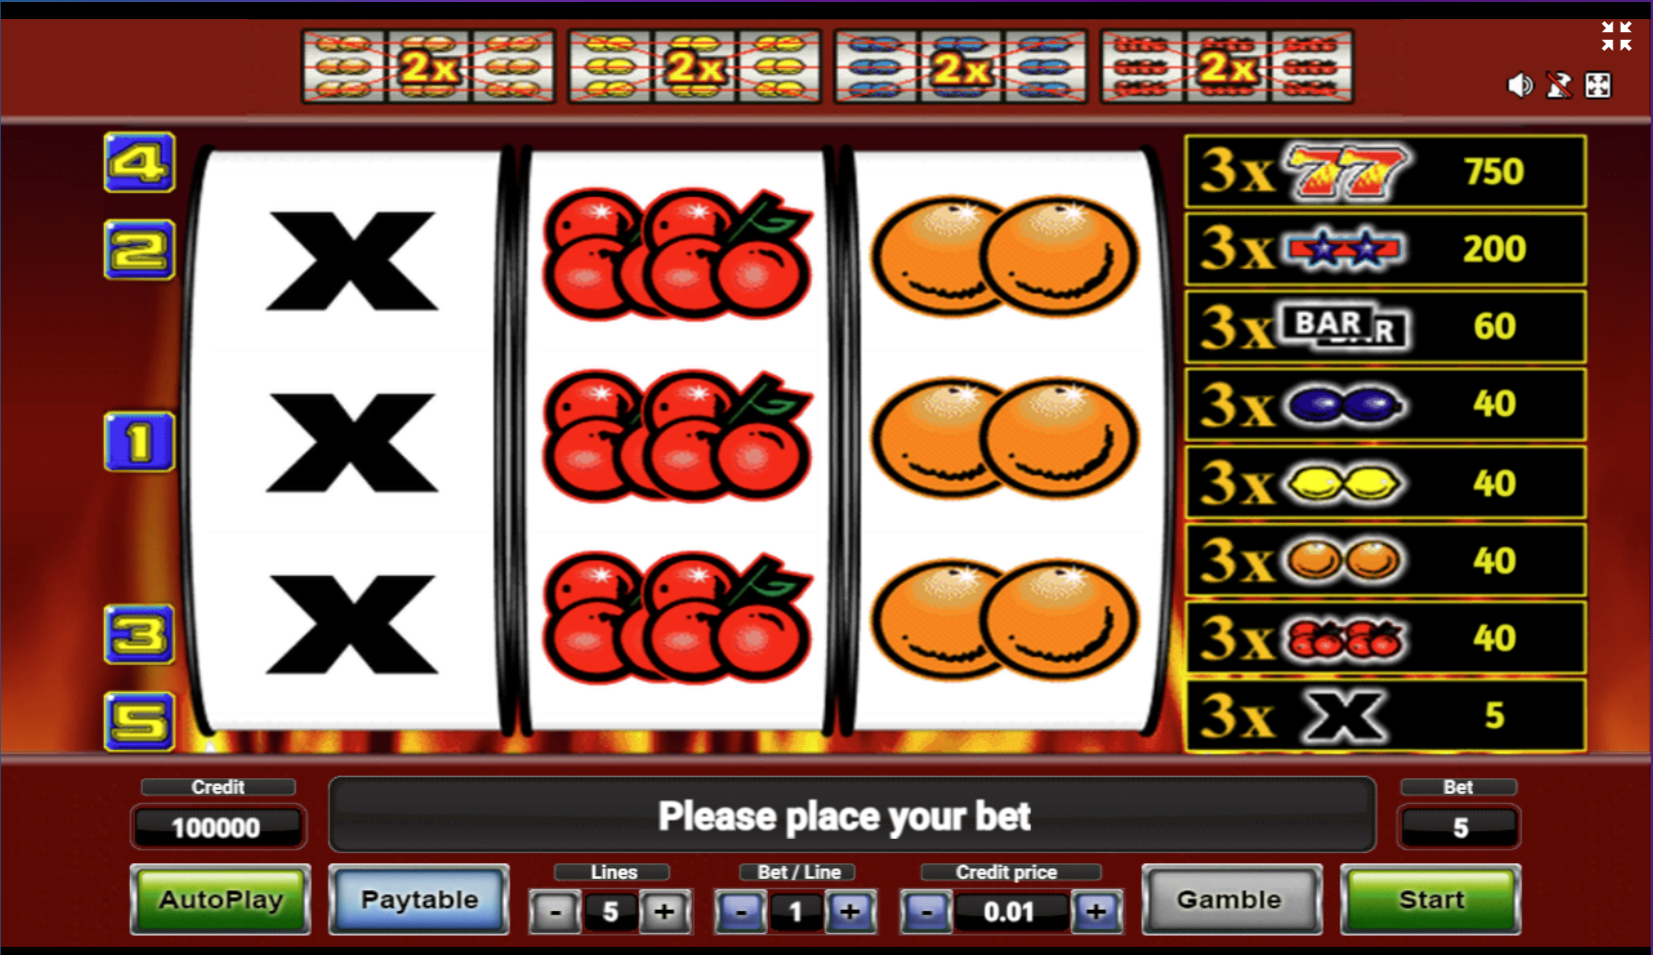 2x 2x 2x 2x
4
2
1
3
5
3x 77 750
3x 200
3x BAR 60
3x 40
3x 40
3x 40
3x 40
3x X 5
X
X
X
Credit
100000
Please place your bet
Bet
5
AutoPlay
Paytable
Lines
- 5 +
Bet / Line
- 1 +
Credit price
- 0.01 +
Gamble
Start